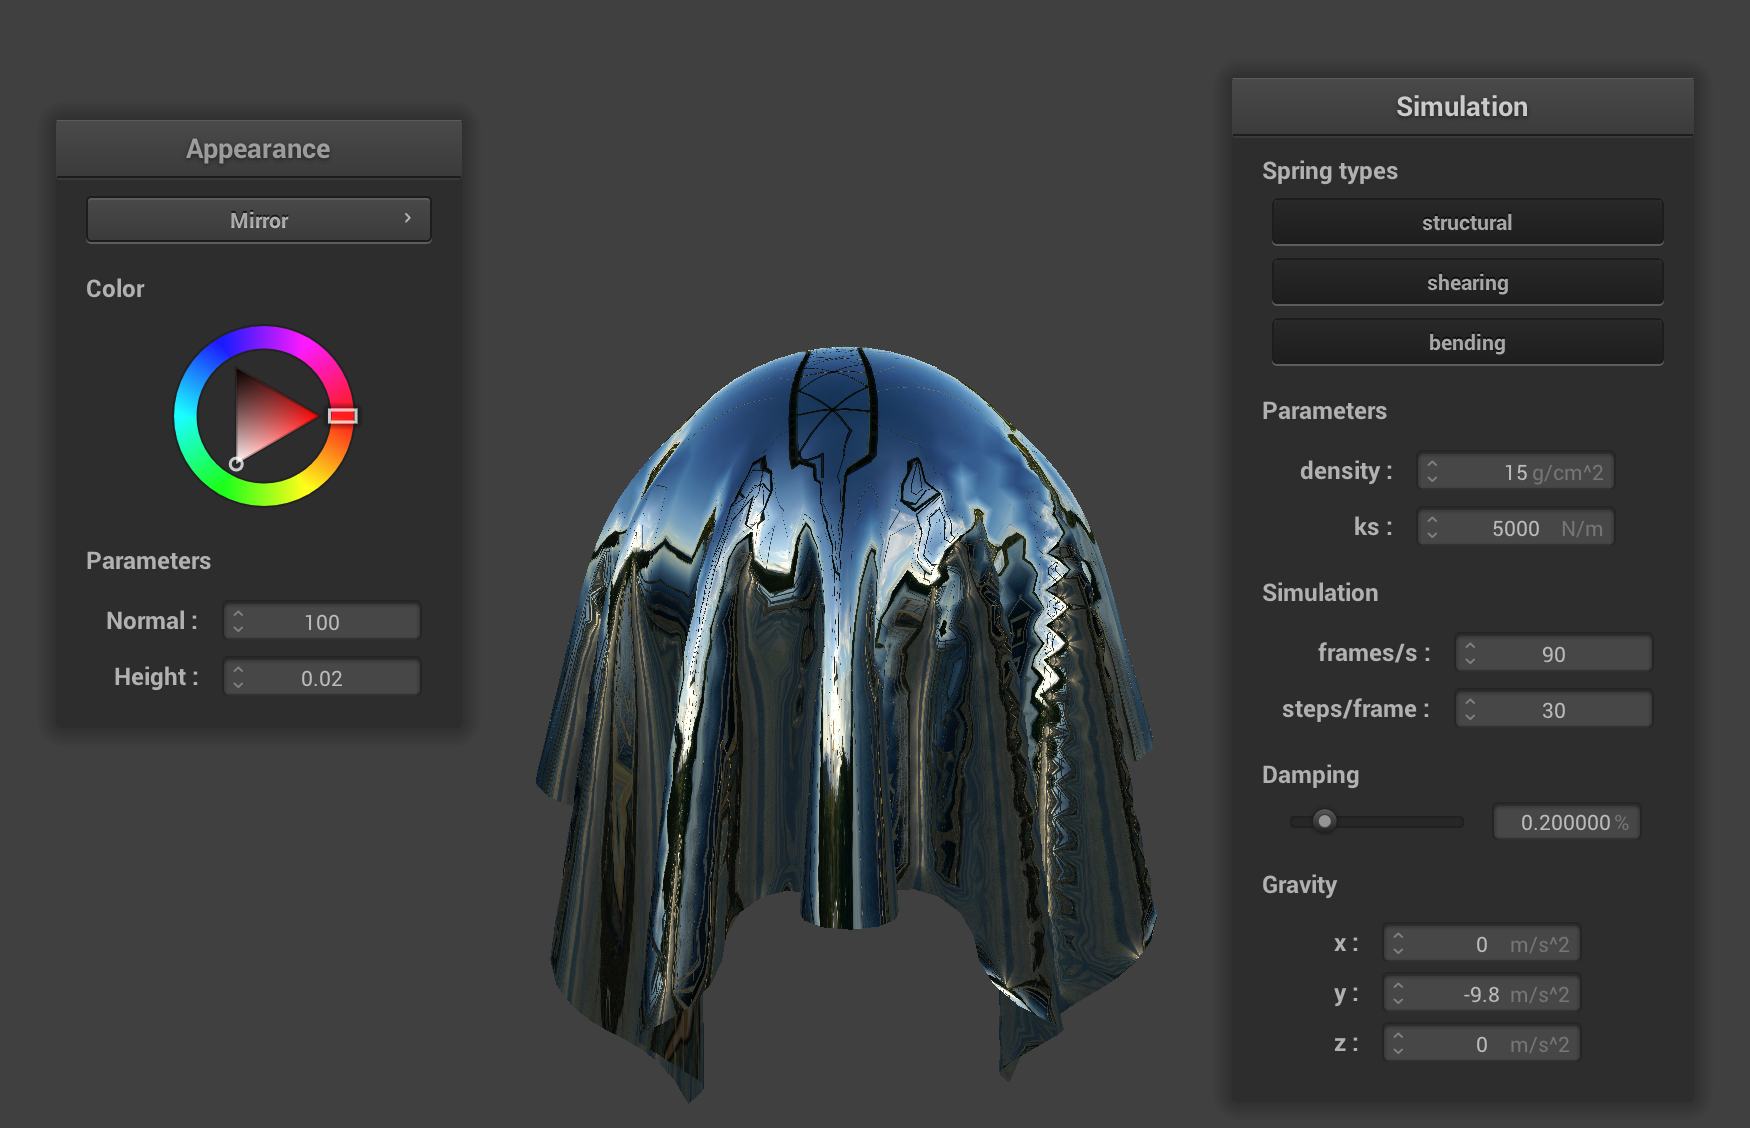 Appearance
Mirror
Color
Parameters
Normal : 100
Height : 0.02
Simulation
Spring types
structural
shearing
bending
Parameters
density : 15 g/cm^2
ks : 5000 N/m
Simulation
frames/s : 90
steps/frame : 30
Damping
0.200000 %
Gravity
x : 0 m/s^2
y : -9.8 m/s^2
z : 0 m/s^2